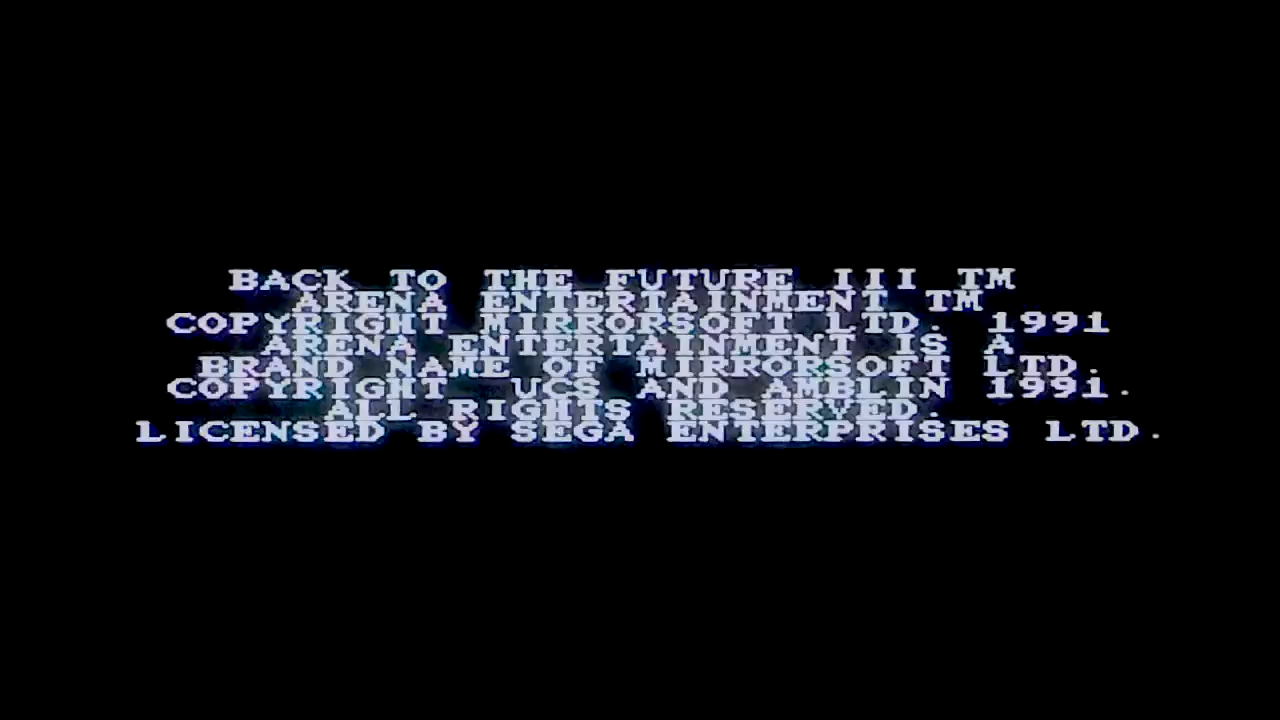 BACK TO THE FUTURE III TM
ARENA ENTERTAINMENT TM
COPYRIGHT MIRRORSOFT LTD. 1991
ARENA ENTERTAINMENT IS A
BRAND NAME OF MIRRORSOFT LTD.
COPYRIGHT UCS AND AMBLIN 1991.
ALL RIGHTS RESERVED.
LICENSED BY SEGA ENTERPRISES LTD.